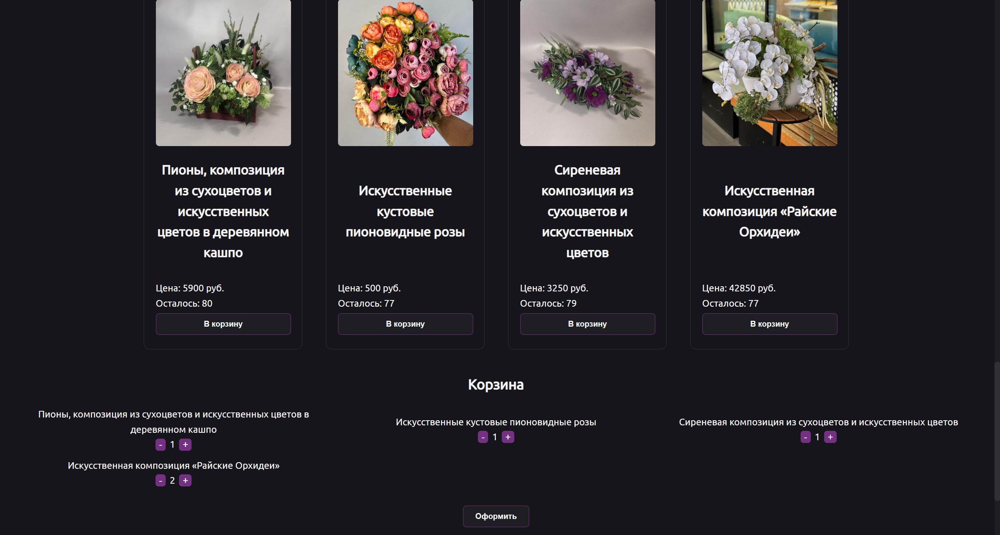 Пионы, композиция
из сухоцветов и
искусственных
цветов в деревянном
кашпо
Цена: 5900 руб.
Осталось: 80
В корзину
Искусственные
кустовые
пионовидные розы
Цена: 500 руб.
Осталось: 77
В корзину
Сиреневая
композиция из
сухоцветов и
искусственных
цветов
Цена: 3250 руб.
Осталось: 79
В корзину
Искусственная
композиция «Райские
Орхидеи»
Цена: 42850 руб.
Осталось: 77
В корзину
Корзина
Пионы, композиция из сухоцветов и искусственных цветов в
деревянном кашпо
- 1 +
Искусственные кустовые пионовидные розы
- 1 +
Сиреневая композиция из сухоцветов и искусственных цветов
- 1 +
Искусственная композиция «Райские Орхидеи»
- 2 +
Оформить